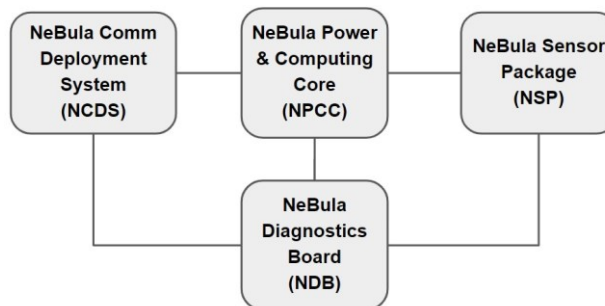 NeBula Comm
Deployment
System
(NCDS)
NeBula Power
& Computing
Core
(NPCC)
NeBula Sensor
Package
(NSP)
NeBula
Diagnostics
Board
(NDB)